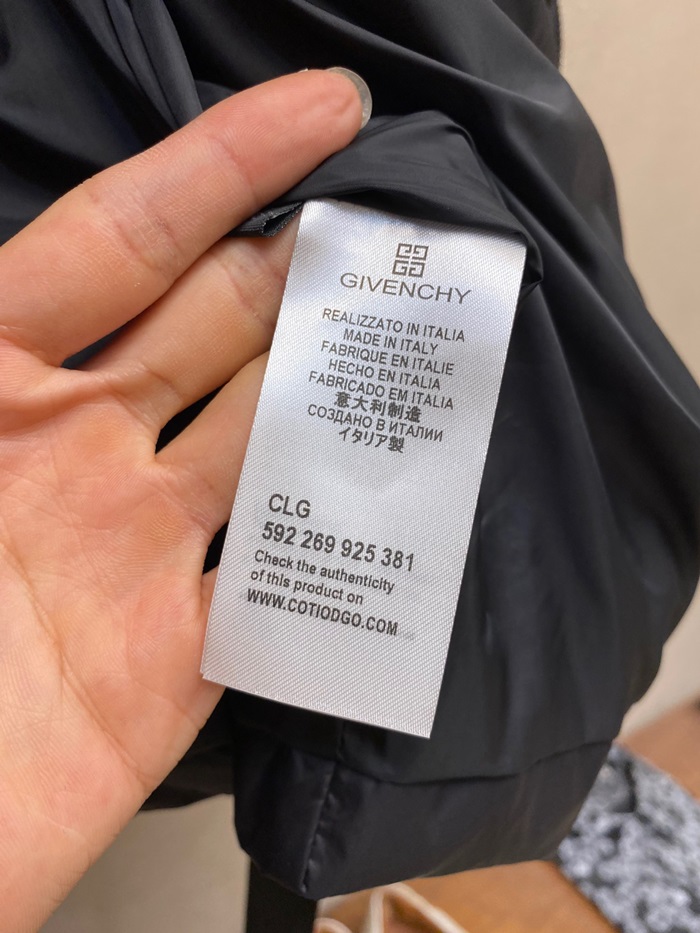 GIVENCHY
REALIZZATO IN ITALIA
MADE IN ITALY
FABRIQUE EN ITALIE
HECHO EN ITALIA
FABRICADO EM ITALIA
意大利制造
СОЗДАНО В ИТАЛИИ
イタリア製
CLG
592 269 925 381
Check the authenticity
of this product on
WWW.COTIODGO.COM